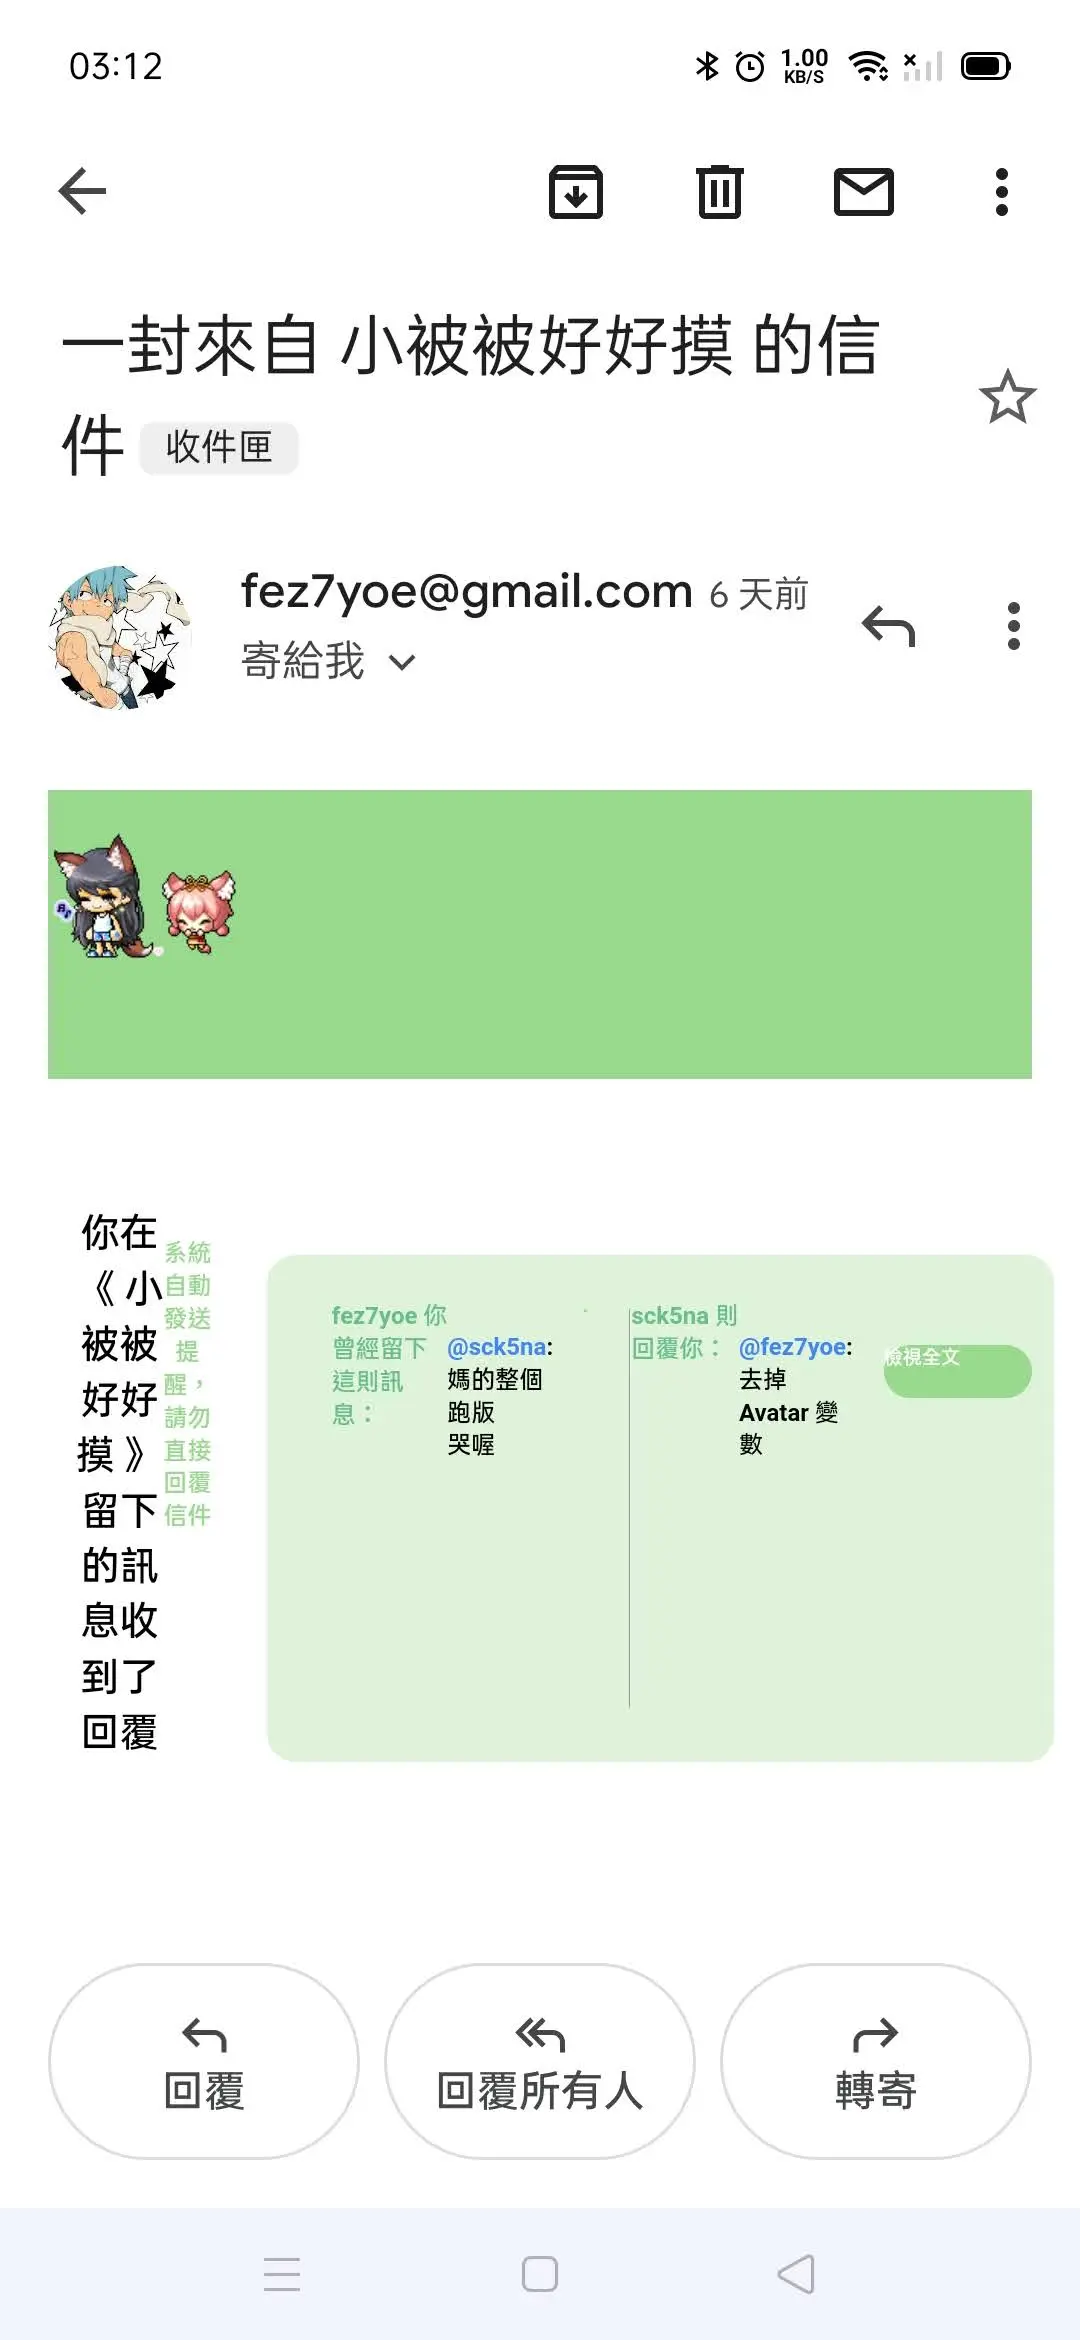 03:12
1.00
KB/S
一封來自 小被被好好摸 的信
件 收件匣
fez7yoe@gmail.com 6 天前
寄給我
你在
《 小
被被
好好
摸 》
留下
的訊
息收
到了
回覆
系統
自動
發送
提
醒，
請勿
直接
回覆
信件
fez7yoe 你
曾經留下
這則訊
息：
@sck5na:
媽的整個
跑版
哭喔
sck5na 則
回覆你：
@fez7yoe:
去掉
Avatar 變
數
檢視全文
回覆
回覆所有人
轉寄